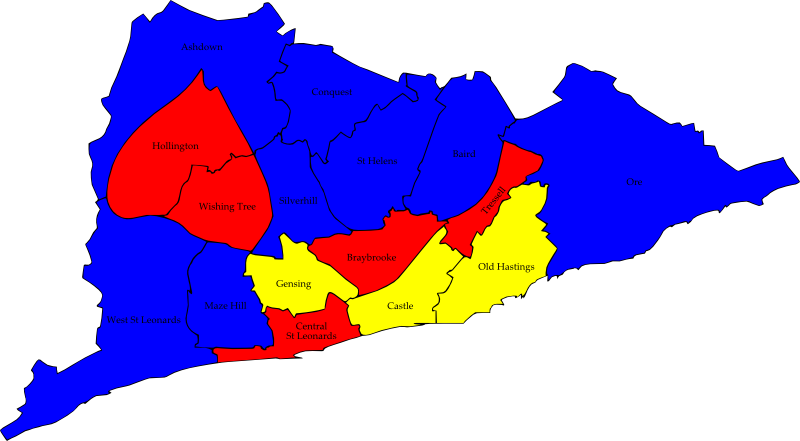 Ashdown
Conquest
Hollington
Baird
St Helens
Ore
Tressell
Silverhill
Wishing Tree
Braybrooke
Old Hastings
Gensing
Maze Hill
Castle
West St Leonards
Central
St Leonards